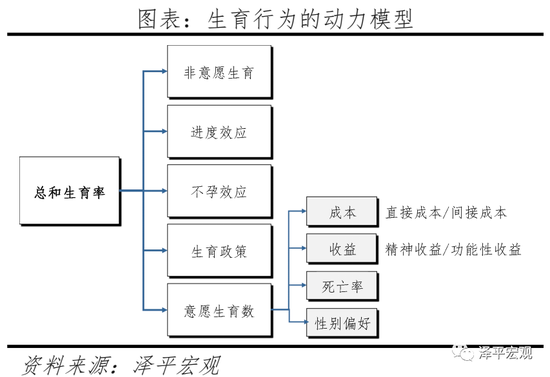 图表：生育行为的动力模型
非意愿生育
进度效应
总和生育率
不孕效应
生育政策
意愿生育数
成本 直接成本/间接成本
收益 精神收益/功能性收益
死亡率
性别偏好
泽平宏观
资料来源：泽平宏观